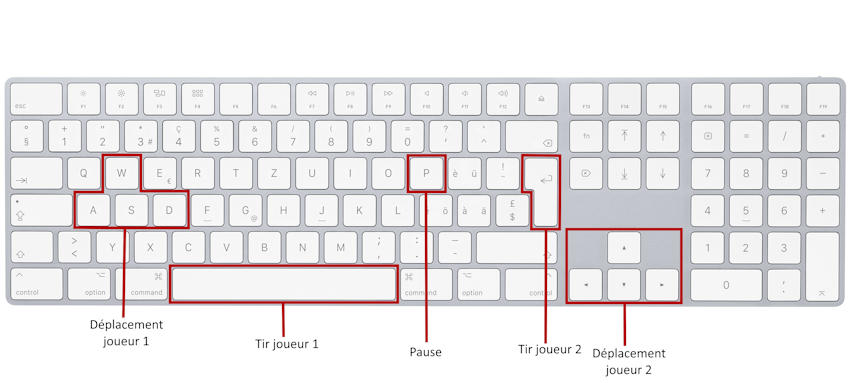 esc F1 F2 F3 F4 F5 F6 F7 F8 F9 F10 F11 F12 F13 F14 F15 F16 F17 F18 F19
° + " * ç % & / ( ) = ? `
§ 1 2 3 # 4 5 6 7 8 9 0 ' ^ fn = / *
Q W E € R T Z U I O P è ü ! ¨
A S D F G @ H J K L é ö à ä £ $ 4 5 6 +
> < Y X C V B N M ; , : . _ - 1 2 3
control option command command option control 0 . ,
Déplacement
joueur 1
Tir joueur 1
Pause
Tir joueur 2
Déplacement
joueur 2